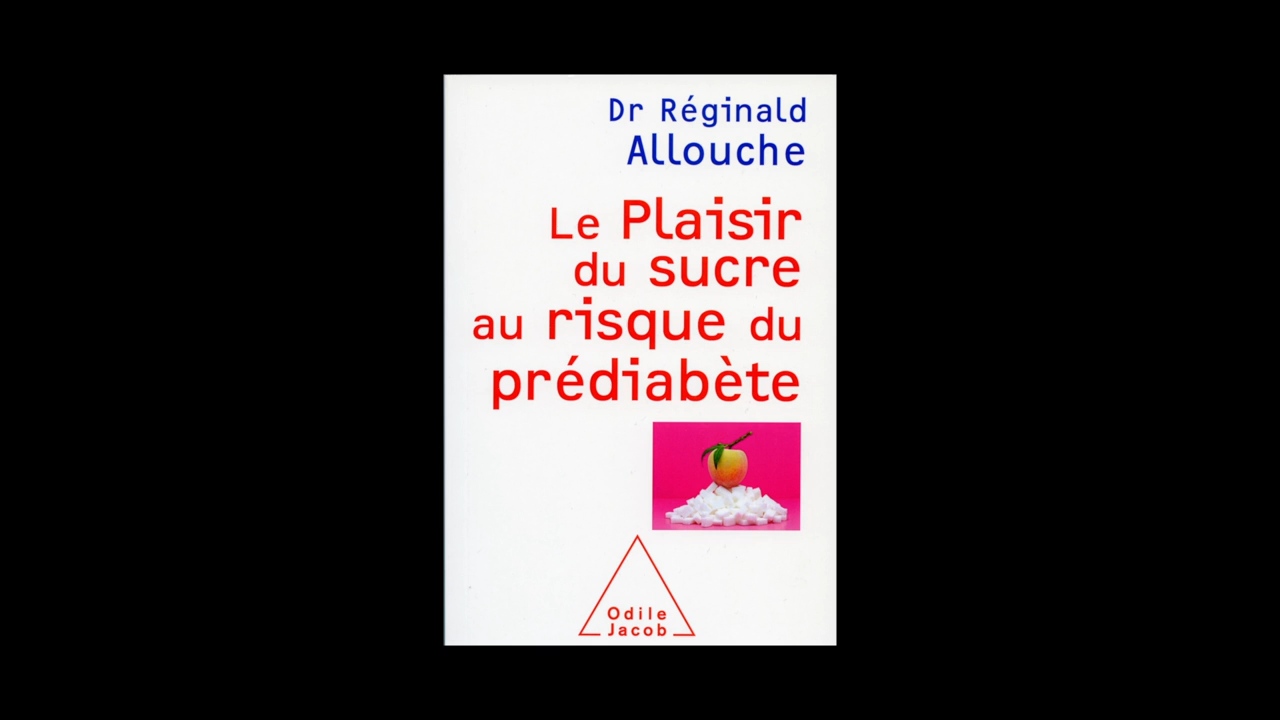 Dr Réginald
Allouche
Le Plaisir
du sucre
au risque du
prédiabète
Odile
Jacob